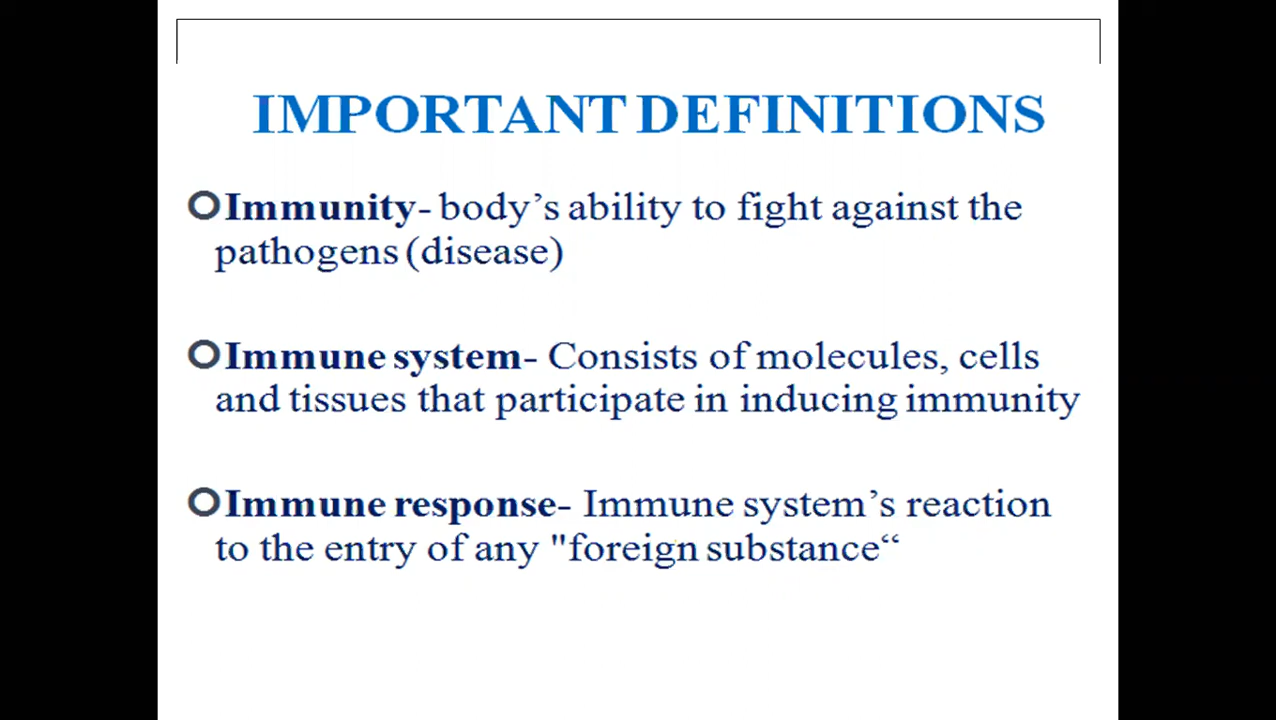 IMPORTANT DEFINITIONS
Immunity- body’s ability to fight against the
pathogens (disease)
Immune system- Consists of molecules, cells
and tissues that participate in inducing immunity
Immune response- Immune system’s reaction
to the entry of any "foreign substance“